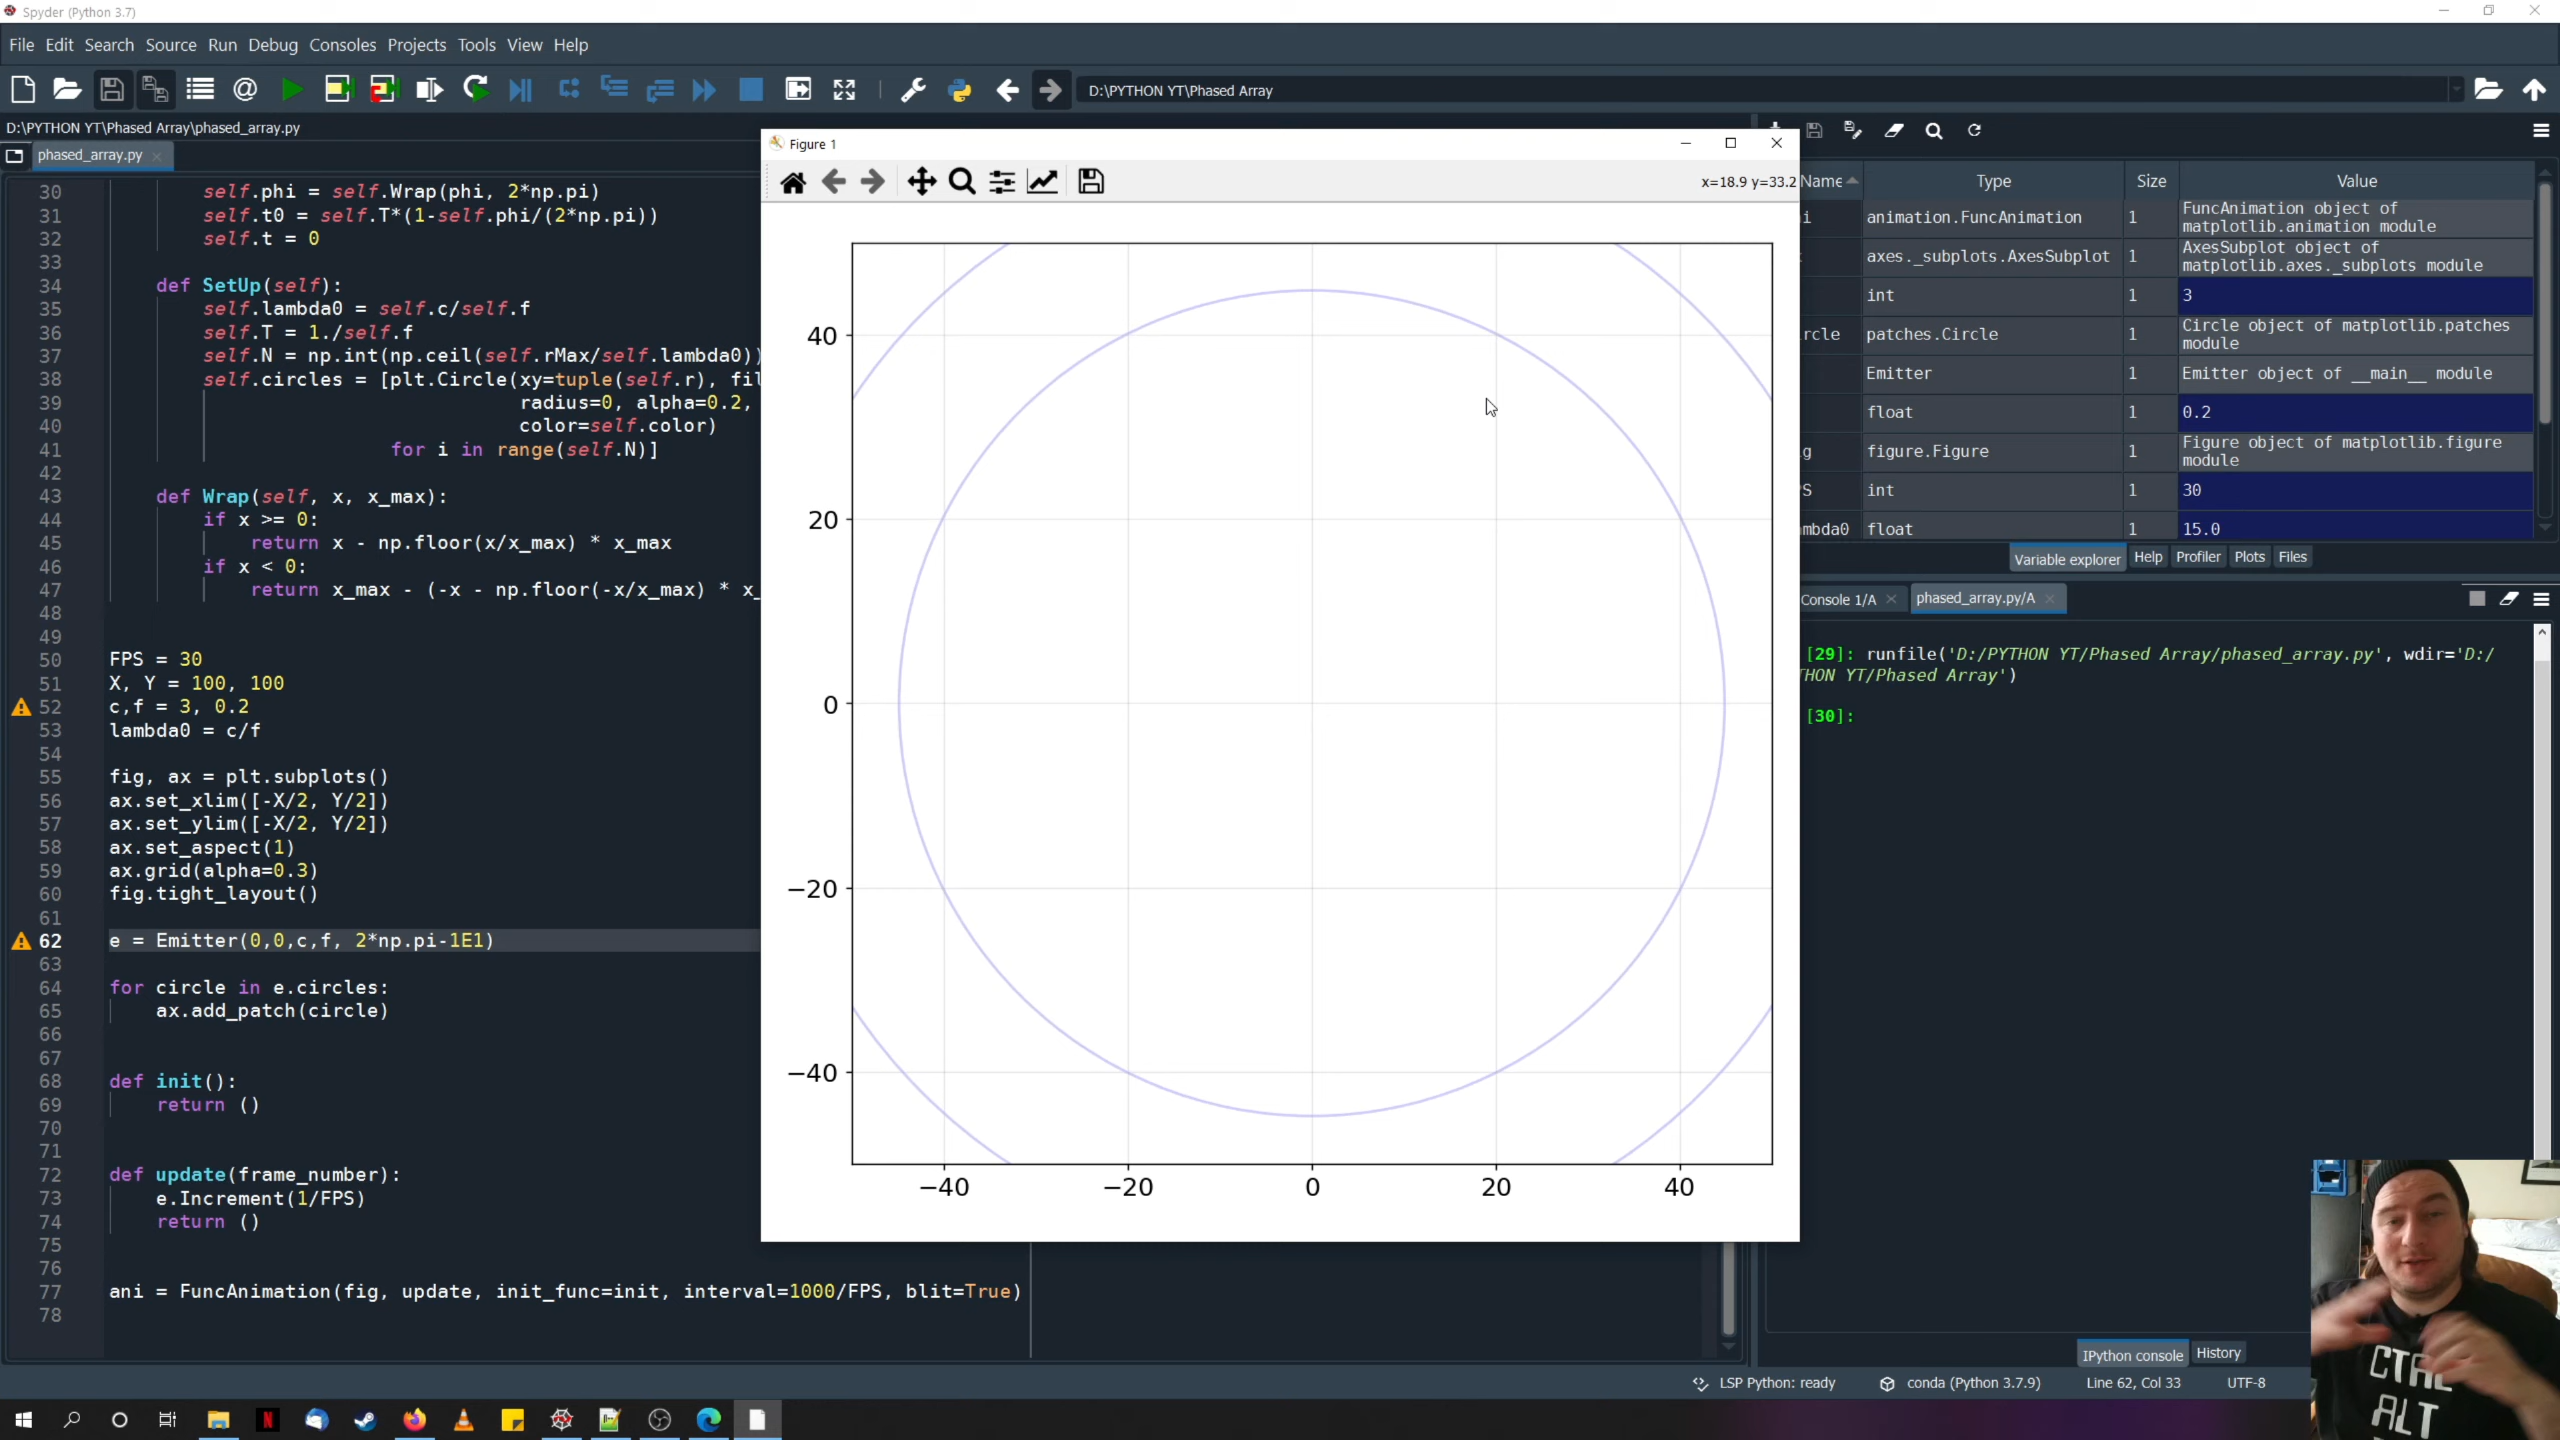 Spyder (Python 3.7)
File Edit Search Source Run Debug Consoles Projects Tools View Help
D:\PYTHON YT\Phased Array
D:\PYTHON YT\Phased Array\phased_array.py
phased_array.py
30 self.phi = self.Wrap(phi, 2*np.pi)
31 self.t0 = self.T*(1-self.phi/(2*np.pi))
32 self.t = 0
33
34 def SetUp(self):
35 self.lambda0 = self.c/self.f
36 self.T = 1./self.f
37 self.N = np.int(np.ceil(self.rMax/self.lambda0))
38 self.circles = [plt.Circle(xy=tuple(self.r), fil
39 radius=0, alpha=0.2,
40 color=self.color)
41 for i in range(self.N)]
42
43 def Wrap(self, x, x_max):
44 if x >= 0:
45 return x - np.floor(x/x_max) * x_max
46 if x < 0:
47 return x_max - (-x - np.floor(-x/x_max) * x_
48
49
50 FPS = 30
51 X, Y = 100, 100
52 c,f = 3, 0.2
53 lambda0 = c/f
54
55 fig, ax = plt.subplots()
56 ax.set_xlim([-X/2, Y/2])
57 ax.set_ylim([-X/2, Y/2])
58 ax.set_aspect(1)
59 ax.grid(alpha=0.3)
60 fig.tight_layout()
61
62 e = Emitter(0,0,c,f, 2*np.pi-1E1)
63
64 for circle in e.circles:
65 ax.add_patch(circle)
66
67
68 def init():
69 return ()
70
71
72 def update(frame_number):
73 e.Increment(1/FPS)
74 return ()
75
76
77 ani = FuncAnimation(fig, update, init_func=init, interval=1000/FPS, blit=True)
78
Figure 1
x=18.9 y=33.2
40
20
0
−20
−40
−40 −20 0 20 40
Name Type Size Value
i animation.FuncAnimation 1 FuncAnimation object of
matplotlib.animation module
axes._subplots.AxesSubplot 1 AxesSubplot object of
matplotlib.axes._subplots module
int 1 3
rcle patches.Circle 1 Circle object of matplotlib.patches
module
Emitter 1 Emitter object of __main__ module
float 1 0.2
ig figure.Figure 1 Figure object of matplotlib.figure
module
S int 1 30
mbda0 float 1 15.0
Variable explorer Help Profiler Plots Files
Console 1/A phased_array.py/A
[29]: runfile('D:/PYTHON YT/Phased Array/phased_array.py', wdir='D:/
THON YT/Phased Array')
[30]:
IPython console History
LSP Python: ready conda (Python 3.7.9) Line 62, Col 33 UTF-8
ALT